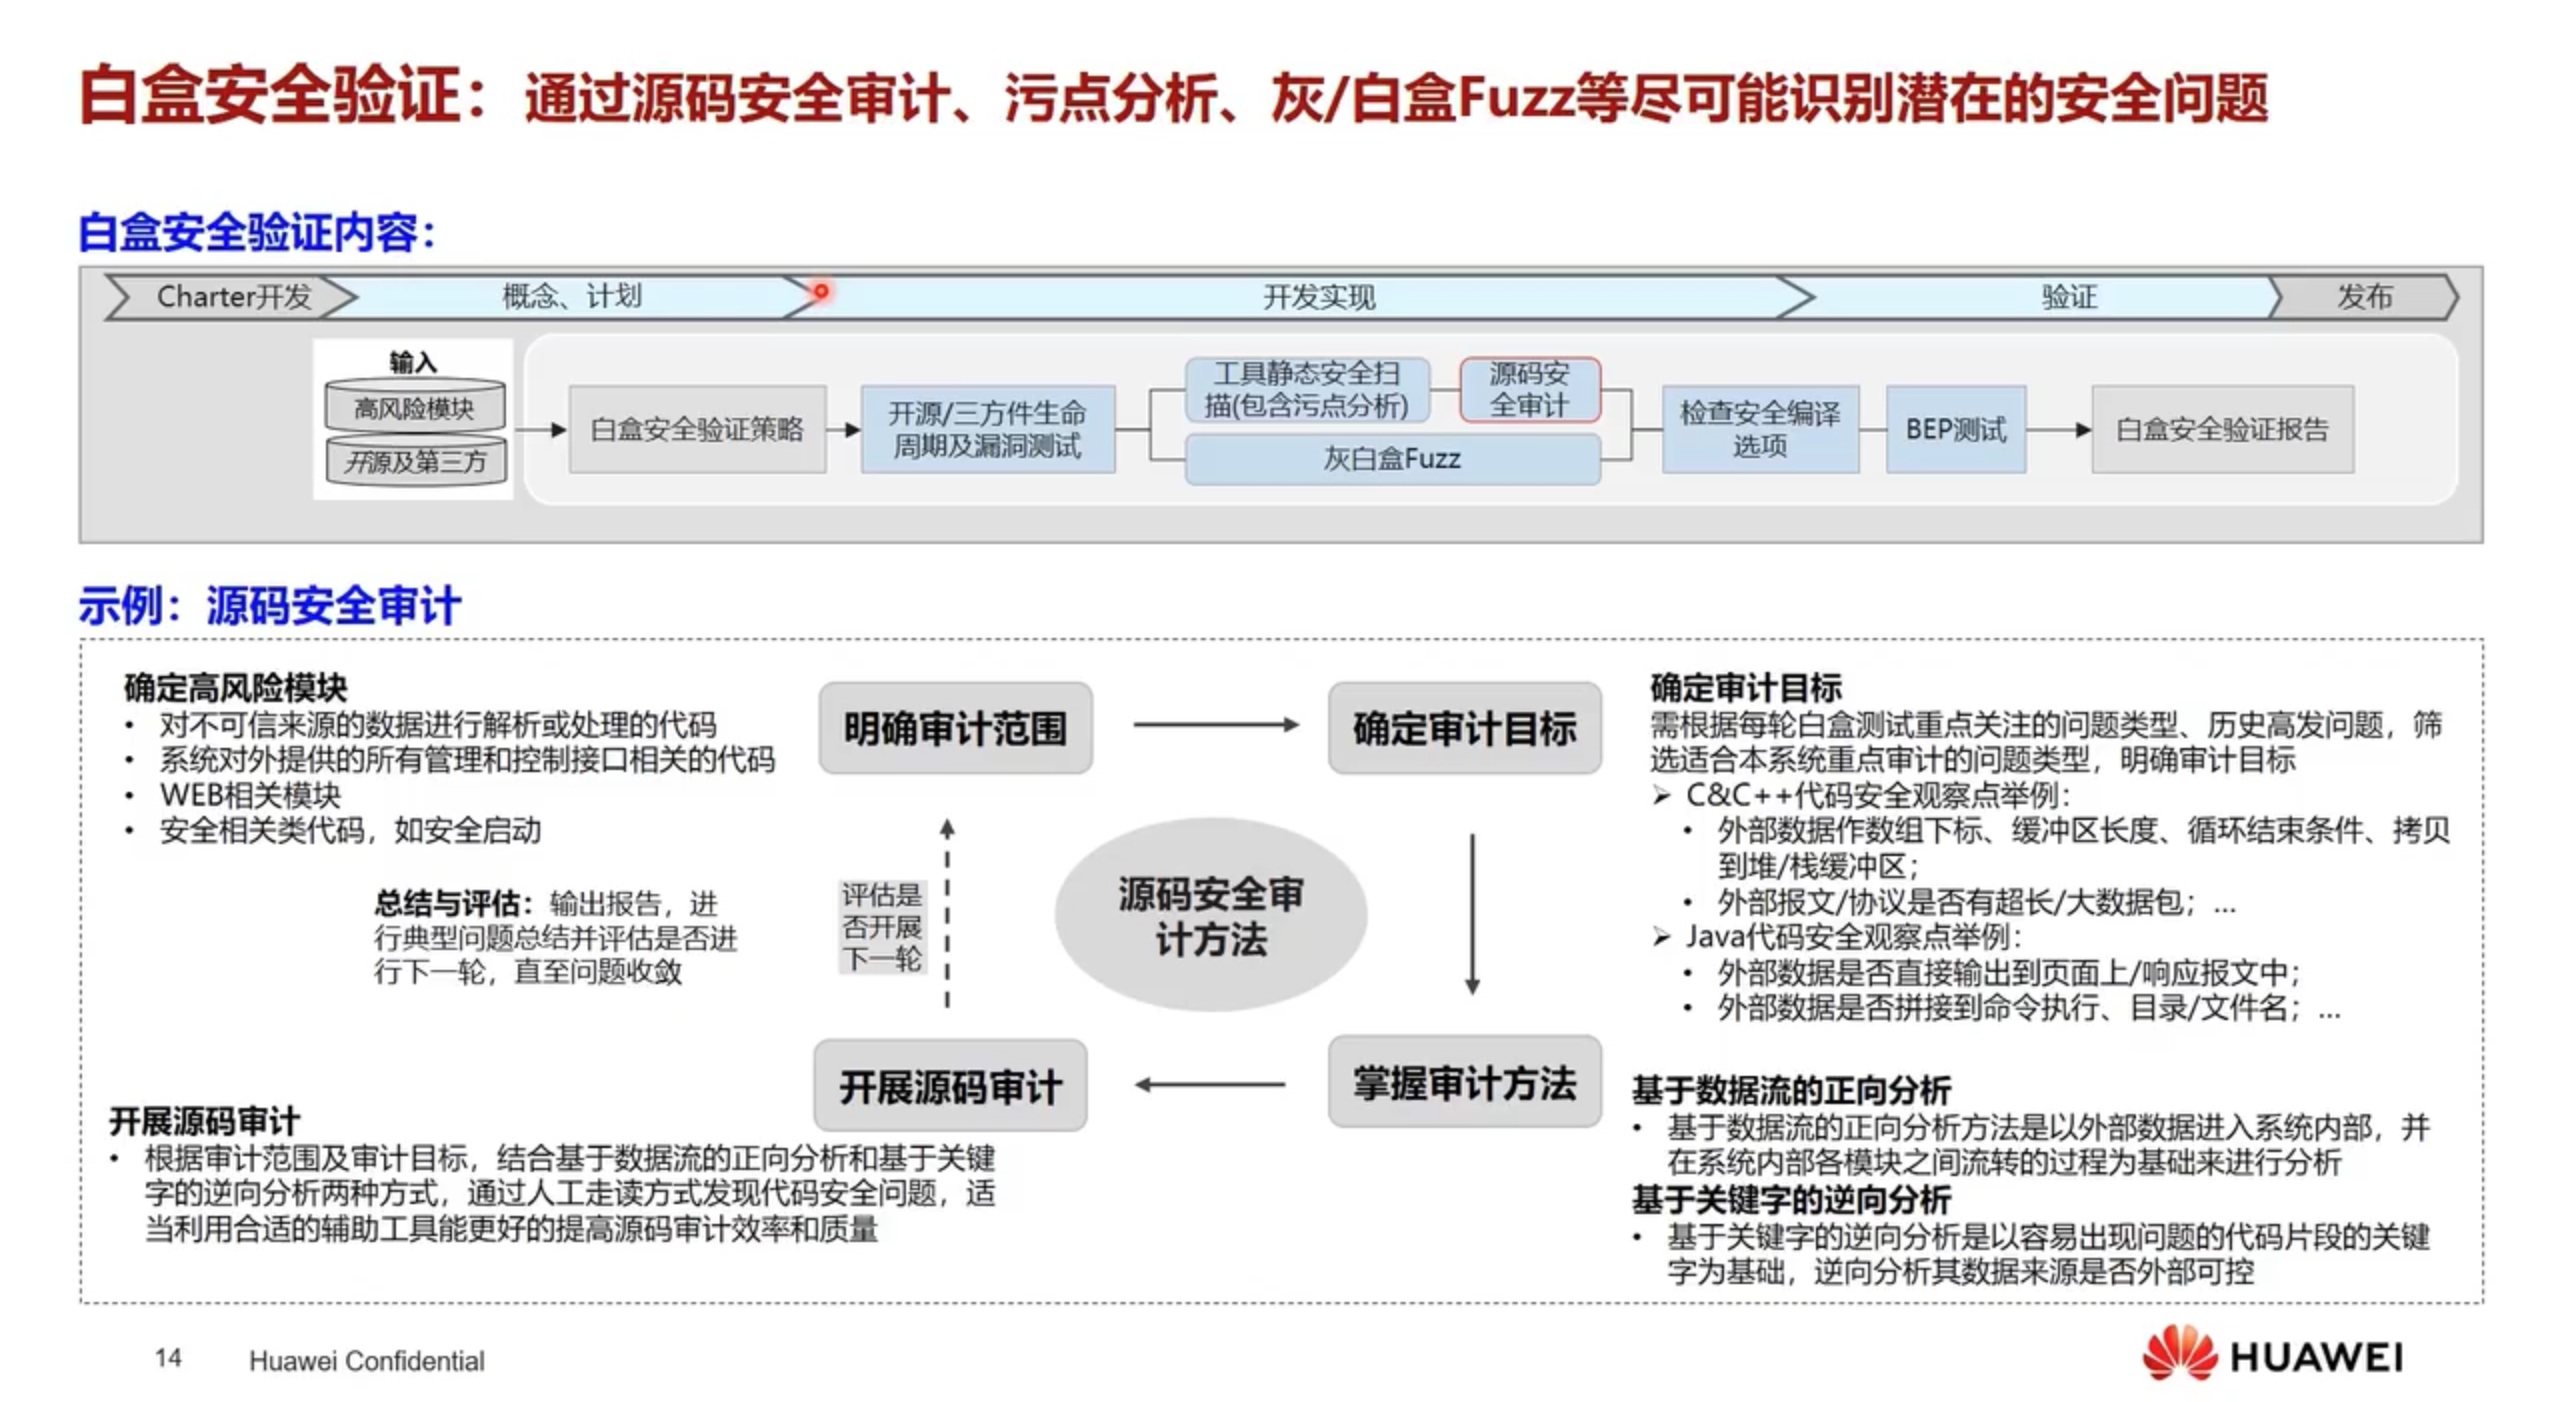 白盒安全验证：通过源码安全审计、污点分析、灰/白盒Fuzz等尽可能识别潜在的安全问题
白盒安全验证内容：
Charter开发
概念、计划
开发实现
验证
发布
输入
高风险模块
开源及第三方
白盒安全验证策略
开源/三方件生命
周期及漏洞测试
工具静态安全扫
描(包含污点分析)
源码安
全审计
灰白盒Fuzz
检查安全编译
选项
BEP测试
白盒安全验证报告
示例：源码安全审计
确定高风险模块
• 对不可信来源的数据进行解析或处理的代码
• 系统对外提供的所有管理和控制接口相关的代码
• WEB相关模块
• 安全相关类代码，如安全启动
总结与评估：输出报告，进
行典型问题总结并评估是否进
行下一轮，直至问题收敛
开展源码审计
• 根据审计范围及审计目标，结合基于数据流的正向分析和基于关键
字的逆向分析两种方式，通过人工走读方式发现代码安全问题，适
当利用合适的辅助工具能更好的提高源码审计效率和质量
明确审计范围
确定审计目标
评估是
否开展
下一轮
源码安全审
计方法
开展源码审计
掌握审计方法
确定审计目标
需根据每轮白盒测试重点关注的问题类型、历史高发问题，筛
选适合本系统重点审计的问题类型，明确审计目标
➢ C&C++代码安全观察点举例：
• 外部数据作数组下标、缓冲区长度、循环结束条件、拷贝
到堆/栈缓冲区；
• 外部报文/协议是否有超长/大数据包；...
➢ Java代码安全观察点举例：
• 外部数据是否直接输出到页面上/响应报文中；
• 外部数据是否拼接到命令执行、目录/文件名；...
基于数据流的正向分析
• 基于数据流的正向分析方法是以外部数据进入系统内部，并
在系统内部各模块之间流转的过程为基础来进行分析
基于关键字的逆向分析
• 基于关键字的逆向分析是以容易出现问题的代码片段的关键
字为基础，逆向分析其数据来源是否外部可控
14
Huawei Confidential
HUAWEI